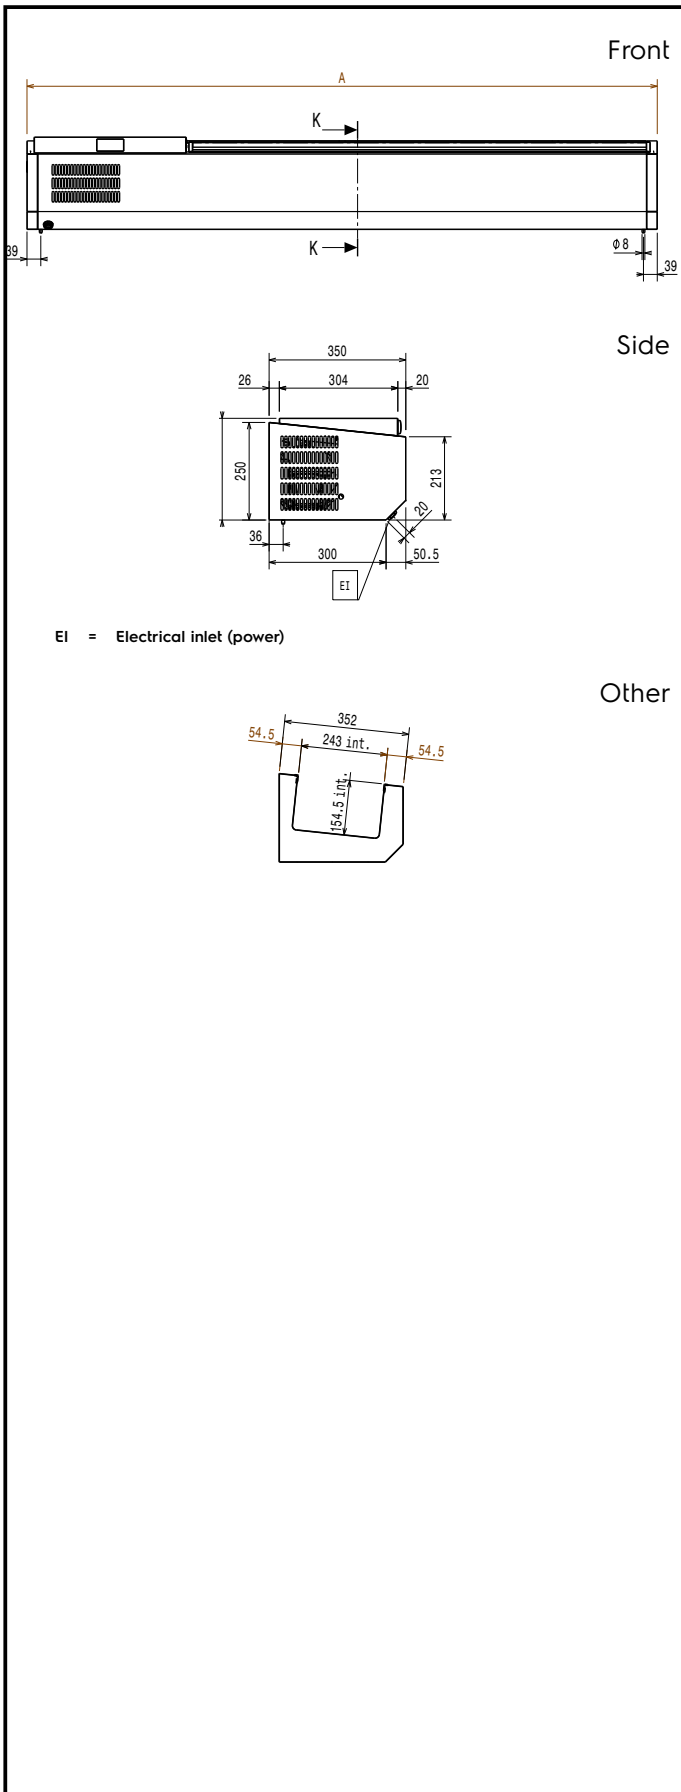 Front
A
K
K
39
ϕ8
39
Side
350
26 304 20
250
213
20
36
300
50.5
EI
EI = Electrical inlet (power)
Other
352
54.5
243 int.
54.5
154.5 int.